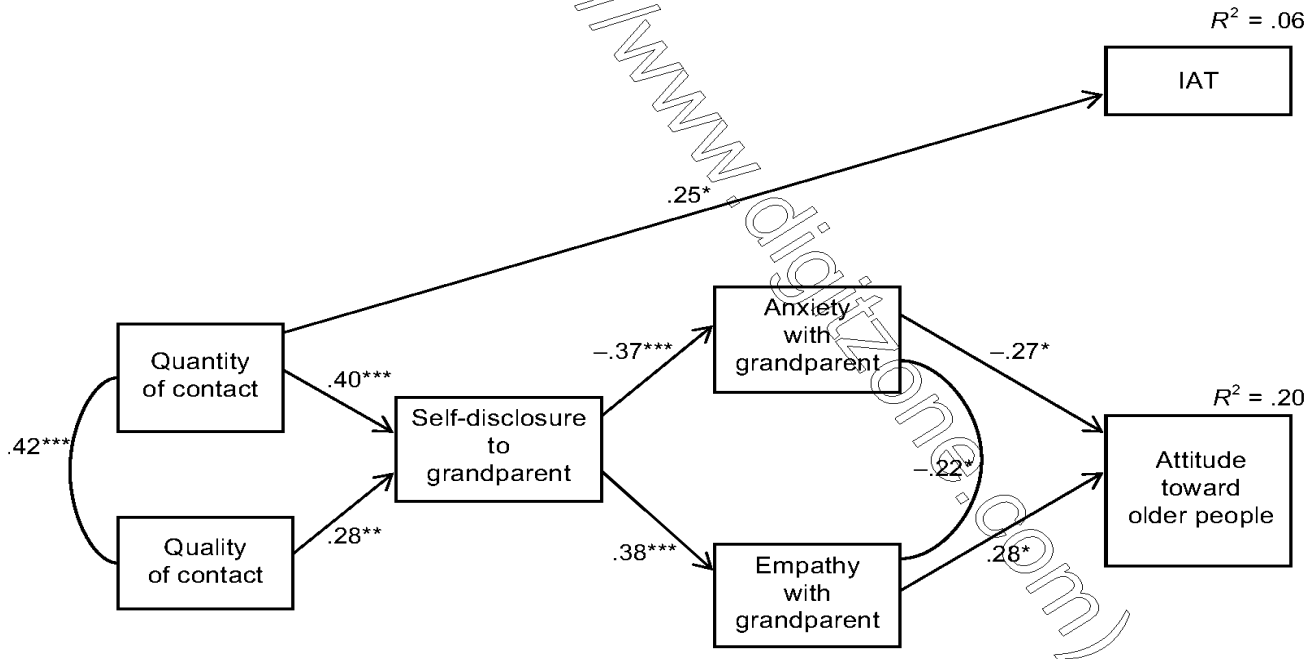 R² = .06
IAT
.25*
Anxiety
with
grandparent
Quantity
of contact
–.37***
–.27*
.40***
R² = .20
Self-disclosure
to
grandparent
.42***
–.22*
Attitude
toward
older people
Quality
of contact
.28**
.38***
.28*
Empathy
with
grandparent
//www.digitzone.com)